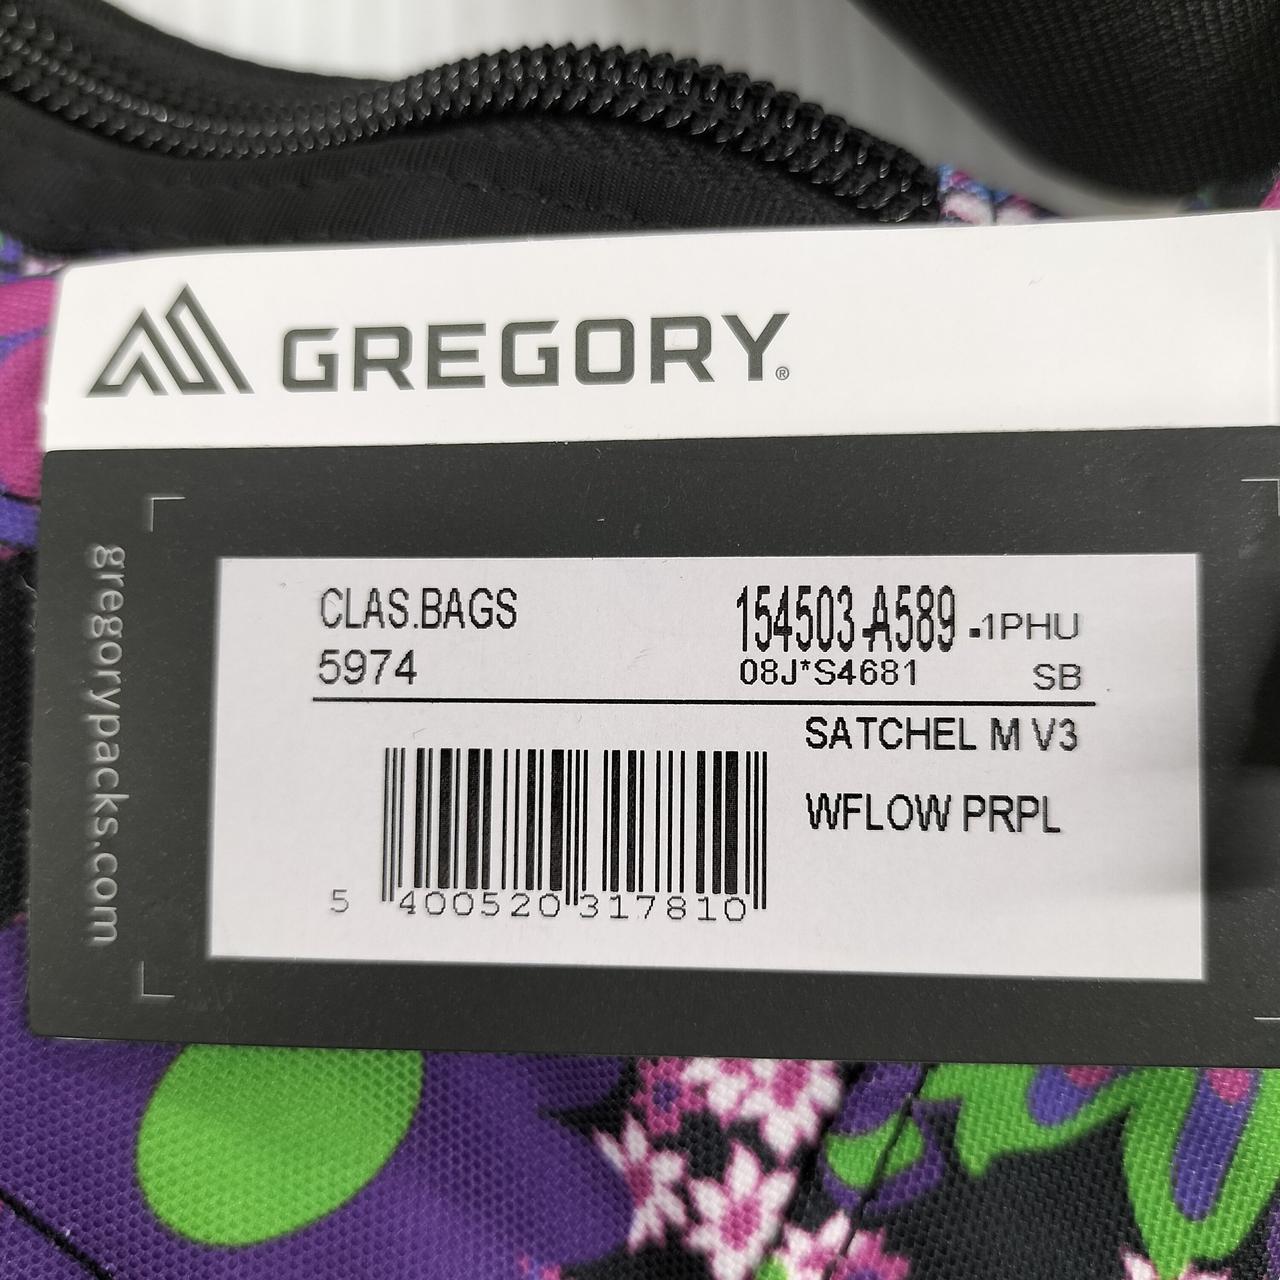 GREGORY®
gregorypacks.com
CLAS.BAGS 154503-A589 .1PHU
5974 08J*S4681 SB
SATCHEL M V3
WFLOW PRPL
5 400520 317810